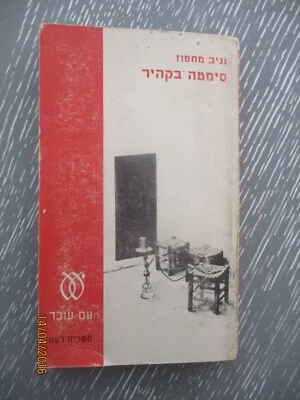 נגיב מחפוז
סימטה בקהיר
עם עובד
ספריה לעם
14/04/2016